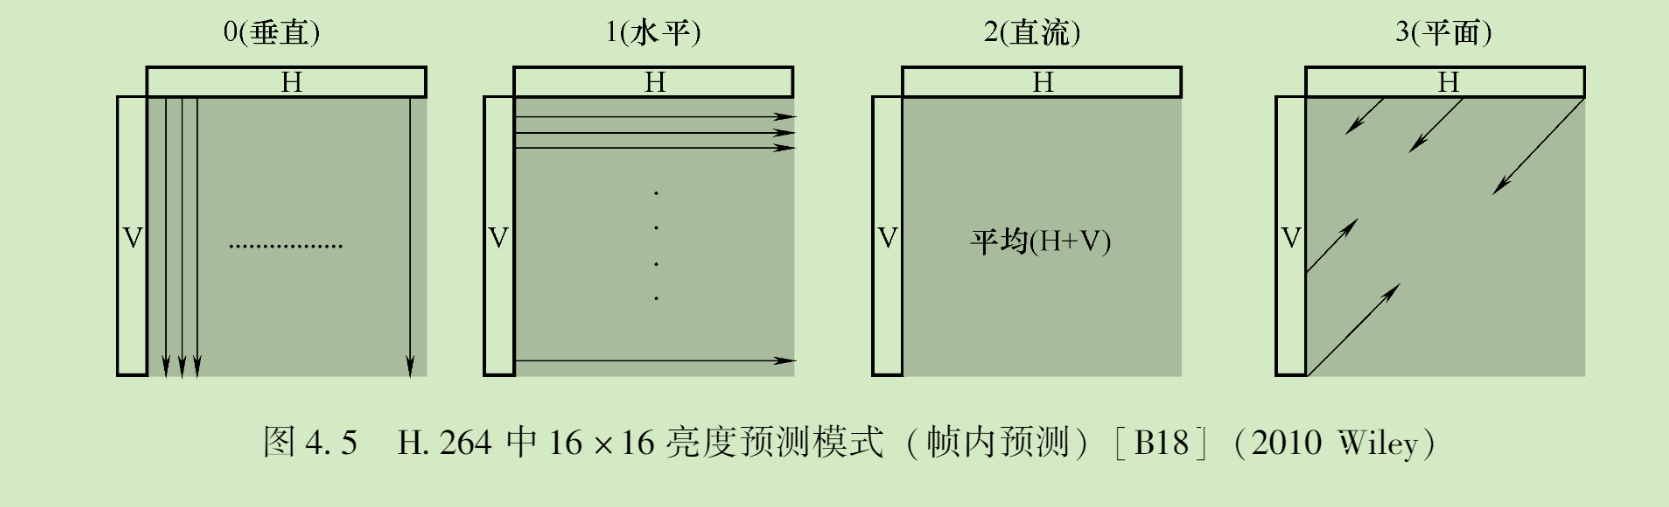 0(垂直) 1(水平) 2(直流) 3(平面)
H H H H
V V V 平均(H+V) V
图 4. 5 H. 264 中 16 × 16 亮度预测模式 (帧内预测) [B18] (2010 Wiley)